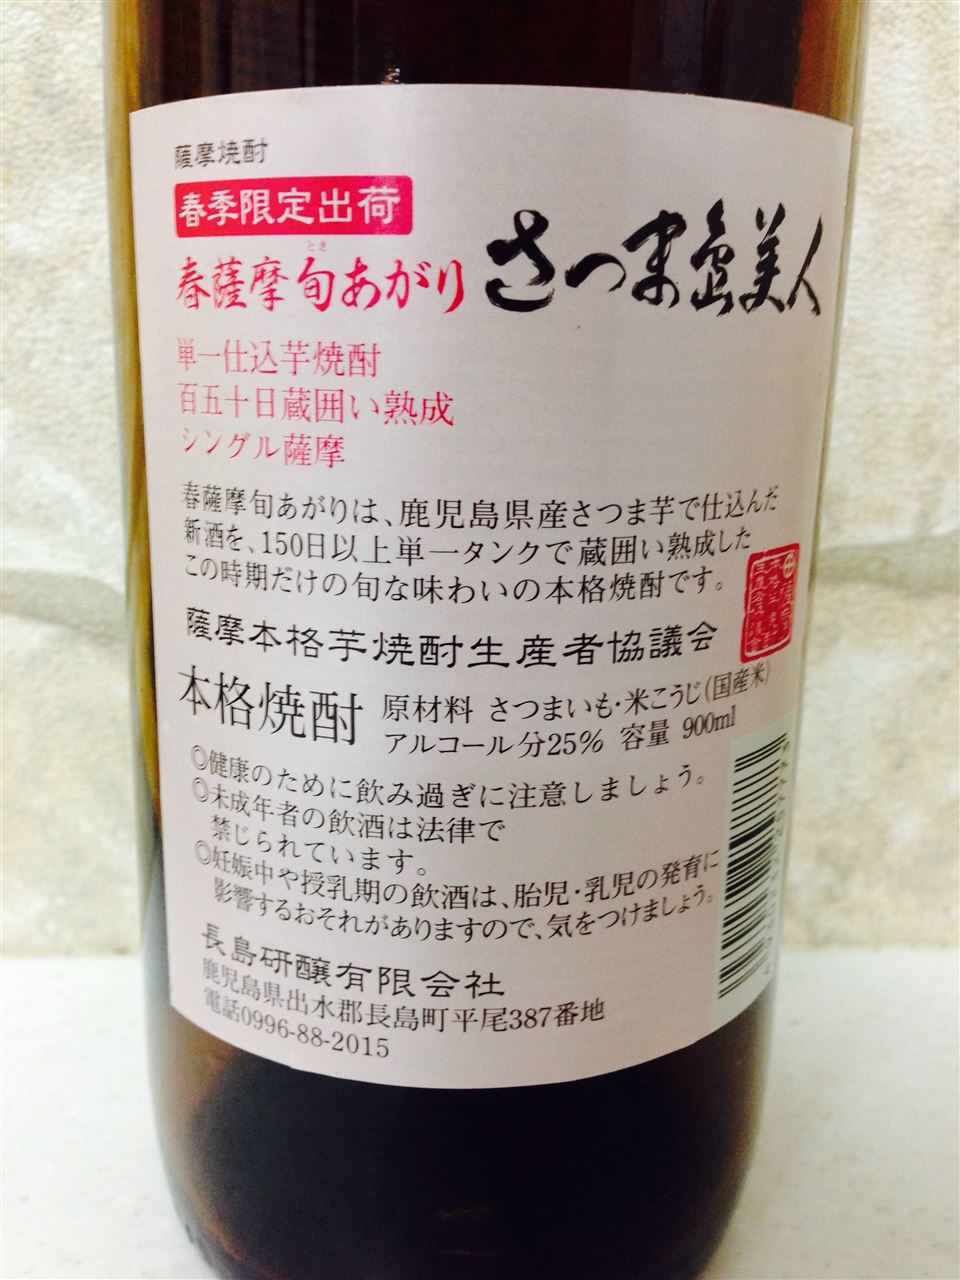 薩摩焼酎
春季限定出荷
とき
春薩摩旬あがり
さつま島美人
単一仕込芋焼酎
百五十日蔵囲い熟成
シングル薩摩
春薩摩旬あがりは、鹿児島県産さつま芋で仕込んだ
新酒を、150日以上単一タンクで蔵囲い熟成した
この時期だけの旬な味わいの本格焼酎です。
薩摩本格芋焼酎生産者協議会
本格焼酎
原材料 さつまいも・米こうじ(国産米)
アルコール分25% 容量 900ml
◎健康のために飲み過ぎに注意しましょう。
◎未成年者の飲酒は法律で
禁じられています。
◎妊娠中や授乳期の飲酒は、胎児・乳児の発育に
影響するおそれがありますので、気をつけましょう。
長島研醸有限会社
鹿児島県出水郡長島町平尾387番地
電話0996-88-2015